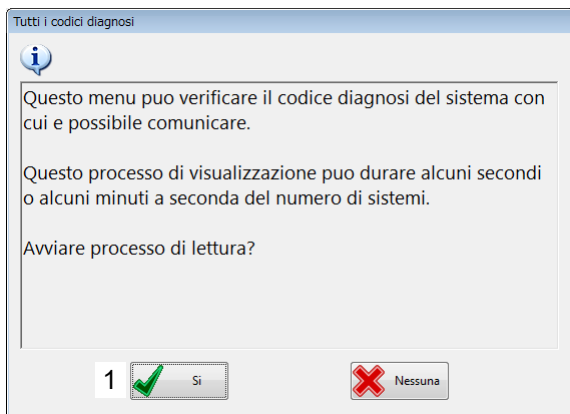 Tutti i codici diagnosi
Questo menu puo verificare il codice diagnosi del sistema con
cui e possibile comunicare.
Questo processo di visualizzazione puo durare alcuni secondi
o alcuni minuti a seconda del numero di sistemi.
Avviare processo di lettura?
1 Si Nessuna